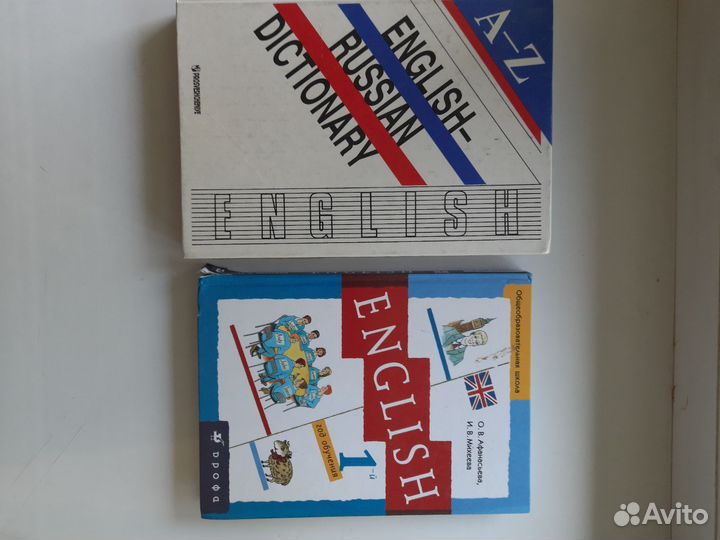 A–Z
ENGLISH–
RUSSIAN
DICTIONARY
ENGLISH
Общеобразовательная школа
О. В. Афанасьева,
И. В. Михеева
ENGLISH
1-й
год обучения
дрофа
Avito